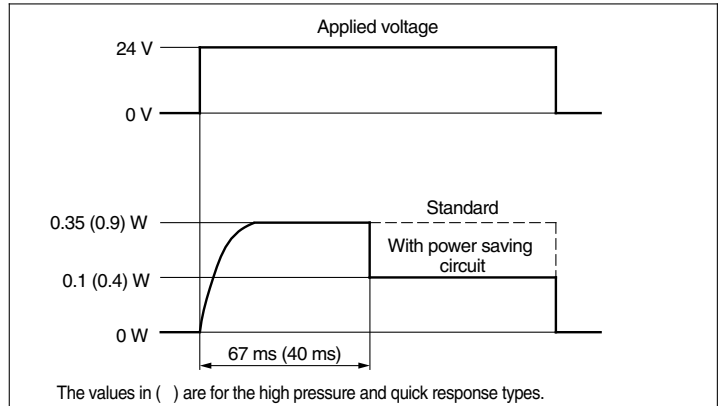 Applied voltage
24 V
0 V
0.35 (0.9) W
Standard
With power saving
circuit
0.1 (0.4) W
0 W
67 ms (40 ms)
The values in ( ) are for the high pressure and quick response types.